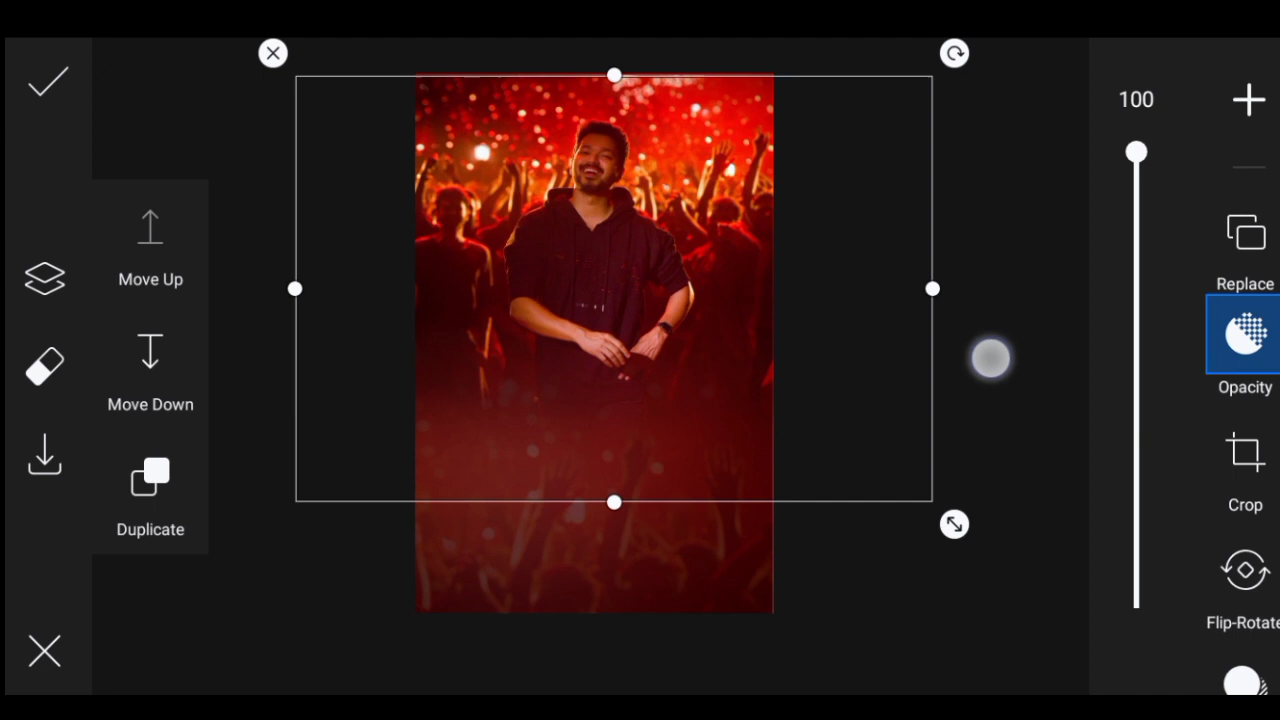 100
Move Up
Move Down
Duplicate
Replace
Opacity
Crop
Flip-Rotate